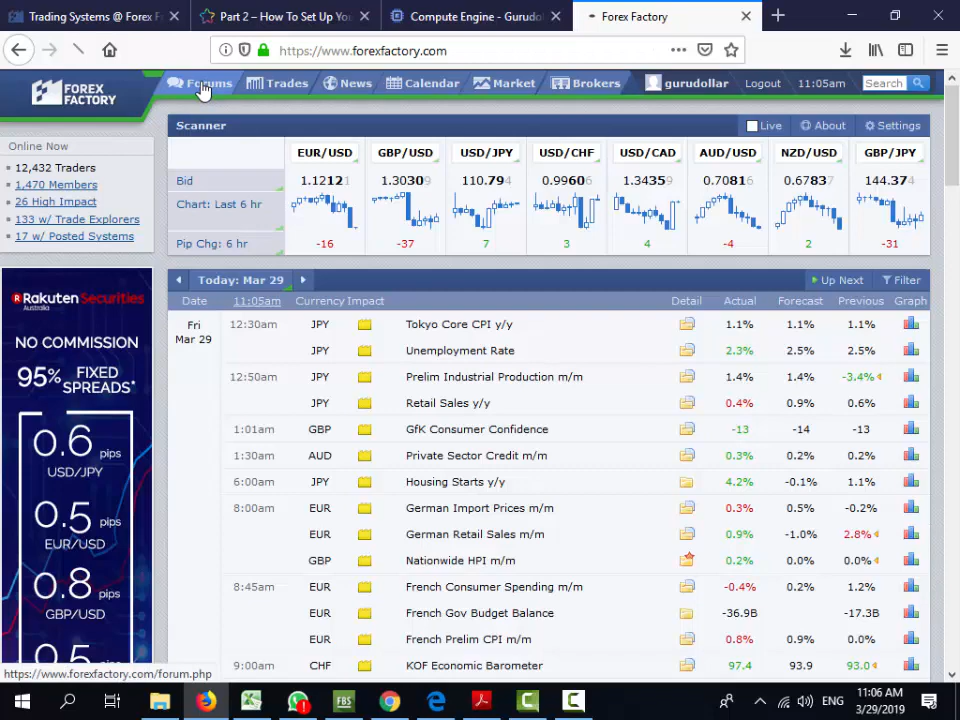 Trading Systems @ Forex F
Part 2 – How To Set Up You
Compute Engine - Gurudol
Forex Factory
https://www.forexfactory.com
FOREX FACTORY
Forums
Trades
News
Calendar
Market
Brokers
gurudollar
Logout
11:05am
Search
Online Now
12,432 Traders
1,470 Members
26 High Impact
133 w/ Trade Explorers
17 w/ Posted Systems
Rakuten Securities
Australia
NO COMMISSION
95% FIXED SPREADS*
0.6 pips
USD/JPY
0.5 pips
EUR/USD
0.8 pips
GBP/USD
0.5 pips
Scanner Live About Settings
EUR/USD GBP/USD USD/JPY USD/CHF USD/CAD AUD/USD NZD/USD GBP/JPY
Bid 1.12121 1.30309 110.794 0.99606 1.34359 0.70816 0.67837 144.374
Chart: Last 6 hr
Pip Chg: 6 hr -16 -37 7 3 4 -4 2 -31
Today: Mar 29 Up Next Filter
Date 11:05am Currency Impact Detail Actual Forecast Previous Graph
Fri Mar 29
12:30am JPY Tokyo Core CPI y/y 1.1% 1.1% 1.1%
JPY Unemployment Rate 2.3% 2.5% 2.5%
12:50am JPY Prelim Industrial Production m/m 1.4% 1.4% -3.4%
JPY Retail Sales y/y 0.4% 0.9% 0.6%
1:01am GBP GfK Consumer Confidence -13 -14 -13
1:30am AUD Private Sector Credit m/m 0.3% 0.2% 0.2%
6:00am JPY Housing Starts y/y 4.2% -0.1% 1.1%
8:00am EUR German Import Prices m/m 0.3% 0.5% -0.2%
EUR German Retail Sales m/m 0.9% -1.0% 2.8%
GBP Nationwide HPI m/m 0.2% 0.0% 0.0%
8:45am EUR French Consumer Spending m/m -0.4% 0.2% 1.2%
EUR French Gov Budget Balance -36.9B -17.3B
EUR French Prelim CPI m/m 0.8% 0.9% 0.0%
9:00am CHF KOF Economic Barometer 97.4 93.9 93.0
https://www.forexfactory.com/forum.php
FBS
ENG
11:06 AM
3/29/2019